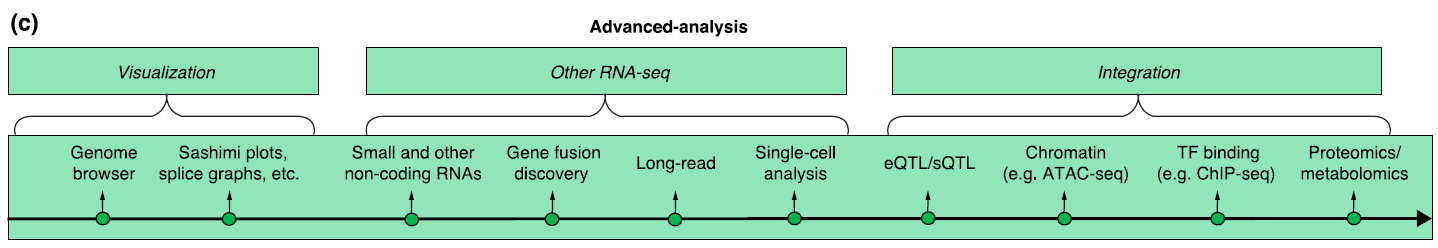 (c)
Advanced-analysis
Visualization
Other RNA-seq
Integration
Genome
browser
Sashimi plots,
splice graphs, etc.
Small and other
non-coding RNAs
Gene fusion
discovery
Long-read
Single-cell
analysis
eQTL/sQTL
Chromatin
(e.g. ATAC-seq)
TF binding
(e.g. ChIP-seq)
Proteomics/
metabolomics